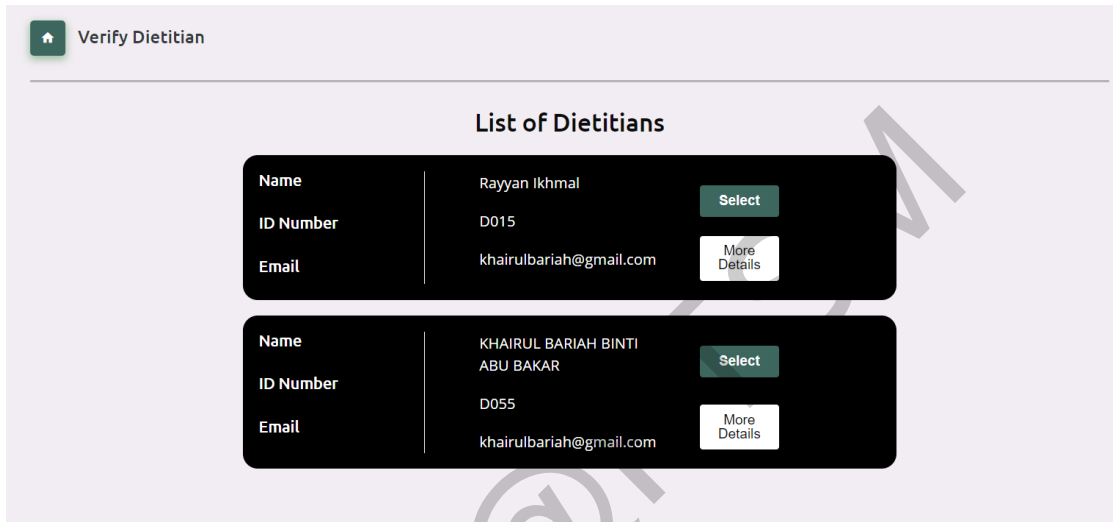 Verify Dietitian
List of Dietitians
Name
Rayyan Ikhmal
Select
ID Number
D015
Email
khairulbariah@gmail.com
More
Details
Name
KHAIRUL BARIAH BINTI
ABU BAKAR
Select
ID Number
D055
Email
khairulbariah@gmail.com
More
Details